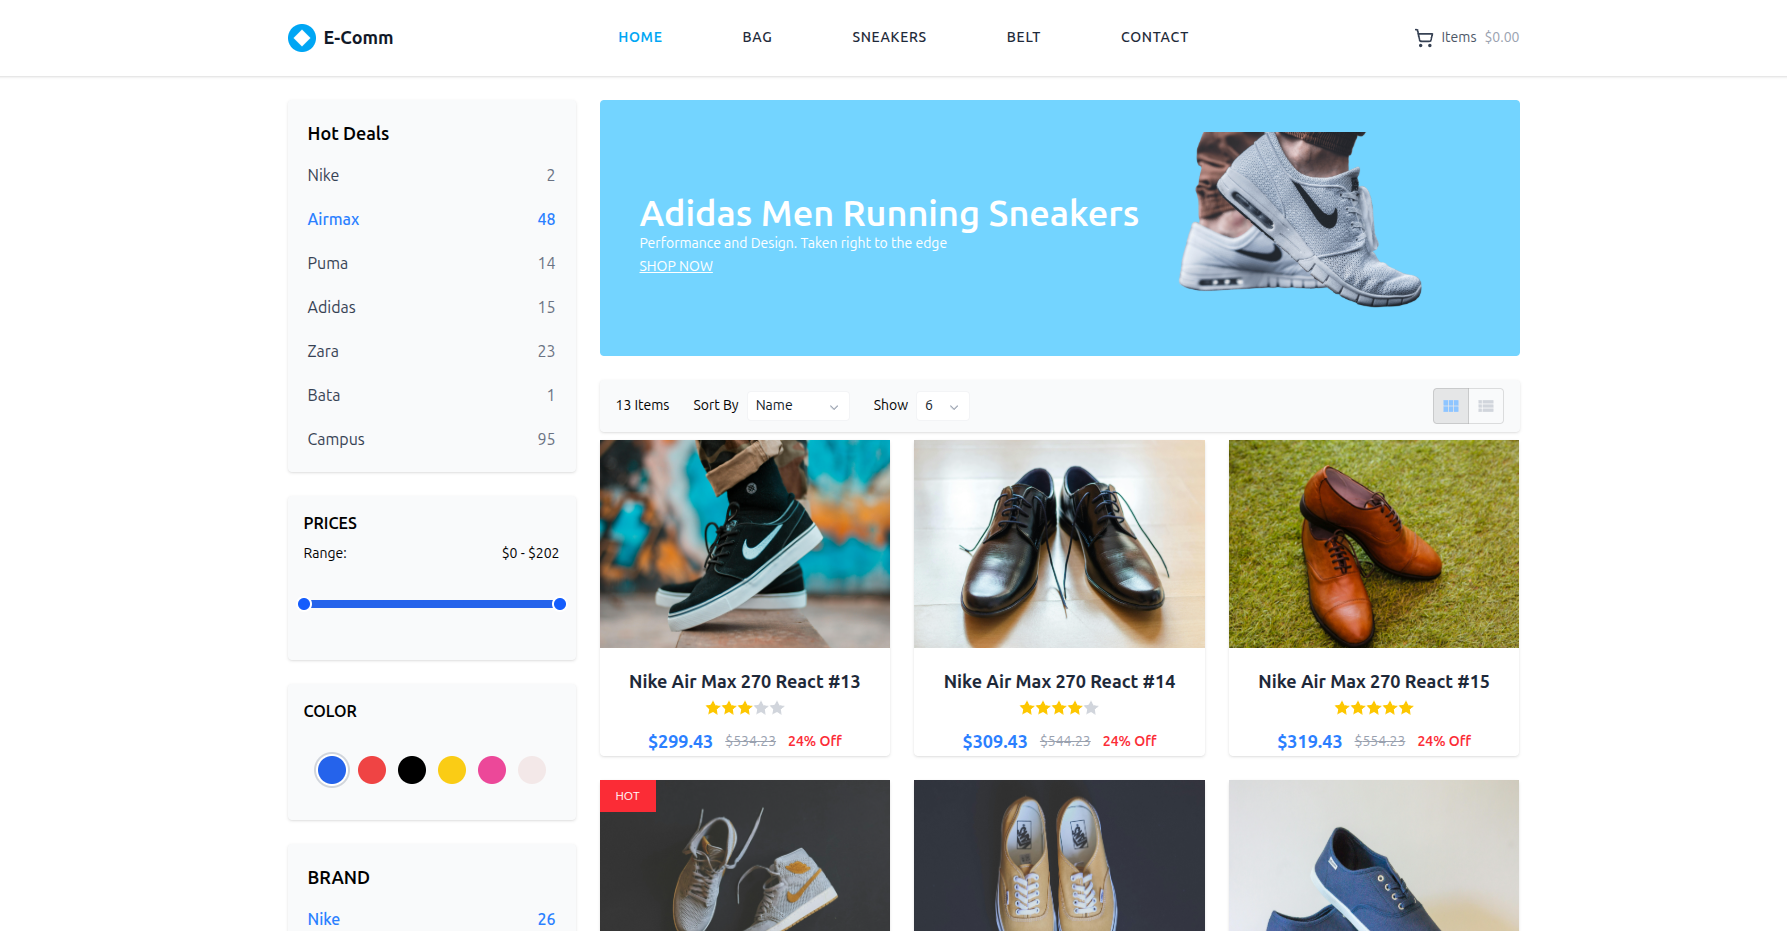 E-Comm
HOME
BAG
SNEAKERS
BELT
CONTACT
Items $0.00
Hot Deals
Nike 2
Airmax 48
Puma 14
Adidas 15
Zara 23
Bata 1
Campus 95
PRICES
Range: $0 - $202
COLOR
BRAND
Nike 26
Adidas Men Running Sneakers
Performance and Design. Taken right to the edge
SHOP NOW
13 Items Sort By Name Show 6
Nike Air Max 270 React #13
$299.43 $534.23 24% Off
Nike Air Max 270 React #14
$309.43 $544.23 24% Off
Nike Air Max 270 React #15
$319.43 $554.23 24% Off
HOT